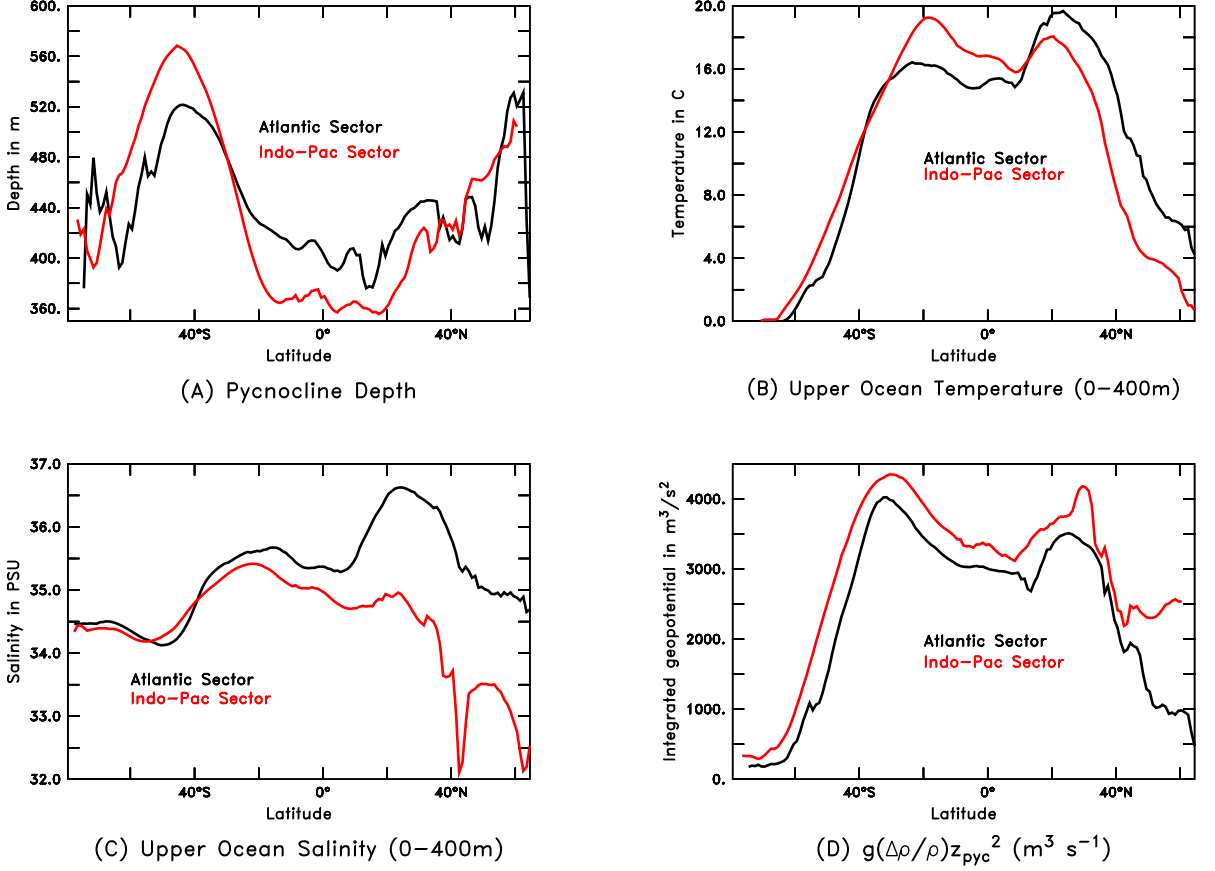 600.
560.
520.
480.
440.
400.
360.
Depth in m
Atlantic Sector
Indo-Pac Sector
40°S
0°
40°N
Latitude
(A) Pycnocline Depth
20.0
16.0
12.0
8.0
4.0
0.0
Temperature in C
Atlantic Sector
Indo-Pac Sector
40°S
0°
40°N
Latitude
(B) Upper Ocean Temperature (0-400m)
37.0
36.0
35.0
34.0
33.0
32.0
Salinity in PSU
Atlantic Sector
Indo-Pac Sector
40°S
0°
40°N
Latitude
(C) Upper Ocean Salinity (0-400m)
4000.
3000.
2000.
1000.
0.
Integrated geopotential in m³/s²
Atlantic Sector
Indo-Pac Sector
40°S
0°
40°N
Latitude
(D) g(Δρ/ρ)z_pyc² (m³ s⁻¹)